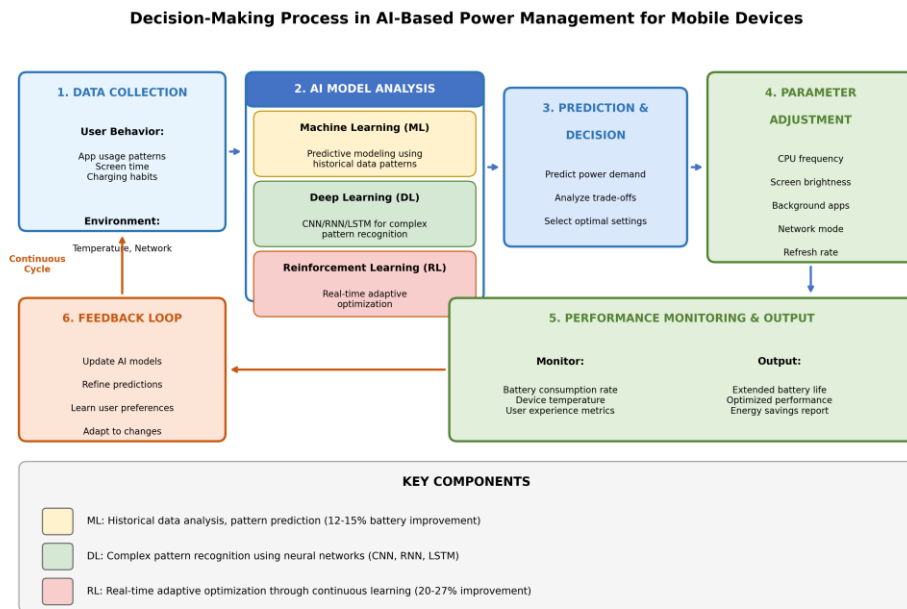 Decision-Making Process in AI-Based Power Management for Mobile Devices
1. DATA COLLECTION
User Behavior:
App usage patterns
Screen time
Charging habits
Environment:
Temperature, Network
2. AI MODEL ANALYSIS
Machine Learning (ML)
Predictive modeling using
historical data patterns
Deep Learning (DL)
CNN/RNN/LSTM for complex
pattern recognition
Reinforcement Learning (RL)
Real-time adaptive
optimization
3. PREDICTION &
DECISION
Predict power demand
Analyze trade-offs
Select optimal settings
4. PARAMETER
ADJUSTMENT
CPU frequency
Screen brightness
Background apps
Network mode
Refresh rate
5. PERFORMANCE MONITORING & OUTPUT
Monitor:
Battery consumption rate
Device temperature
User experience metrics
Output:
Extended battery life
Optimized performance
Energy savings report
6. FEEDBACK LOOP
Update AI models
Refine predictions
Learn user preferences
Adapt to changes
Continuous
Cycle
KEY COMPONENTS
ML: Historical data analysis, pattern prediction (12-15% battery improvement)
DL: Complex pattern recognition using neural networks (CNN, RNN, LSTM)
RL: Real-time adaptive optimization through continuous learning (20-27% improvement)